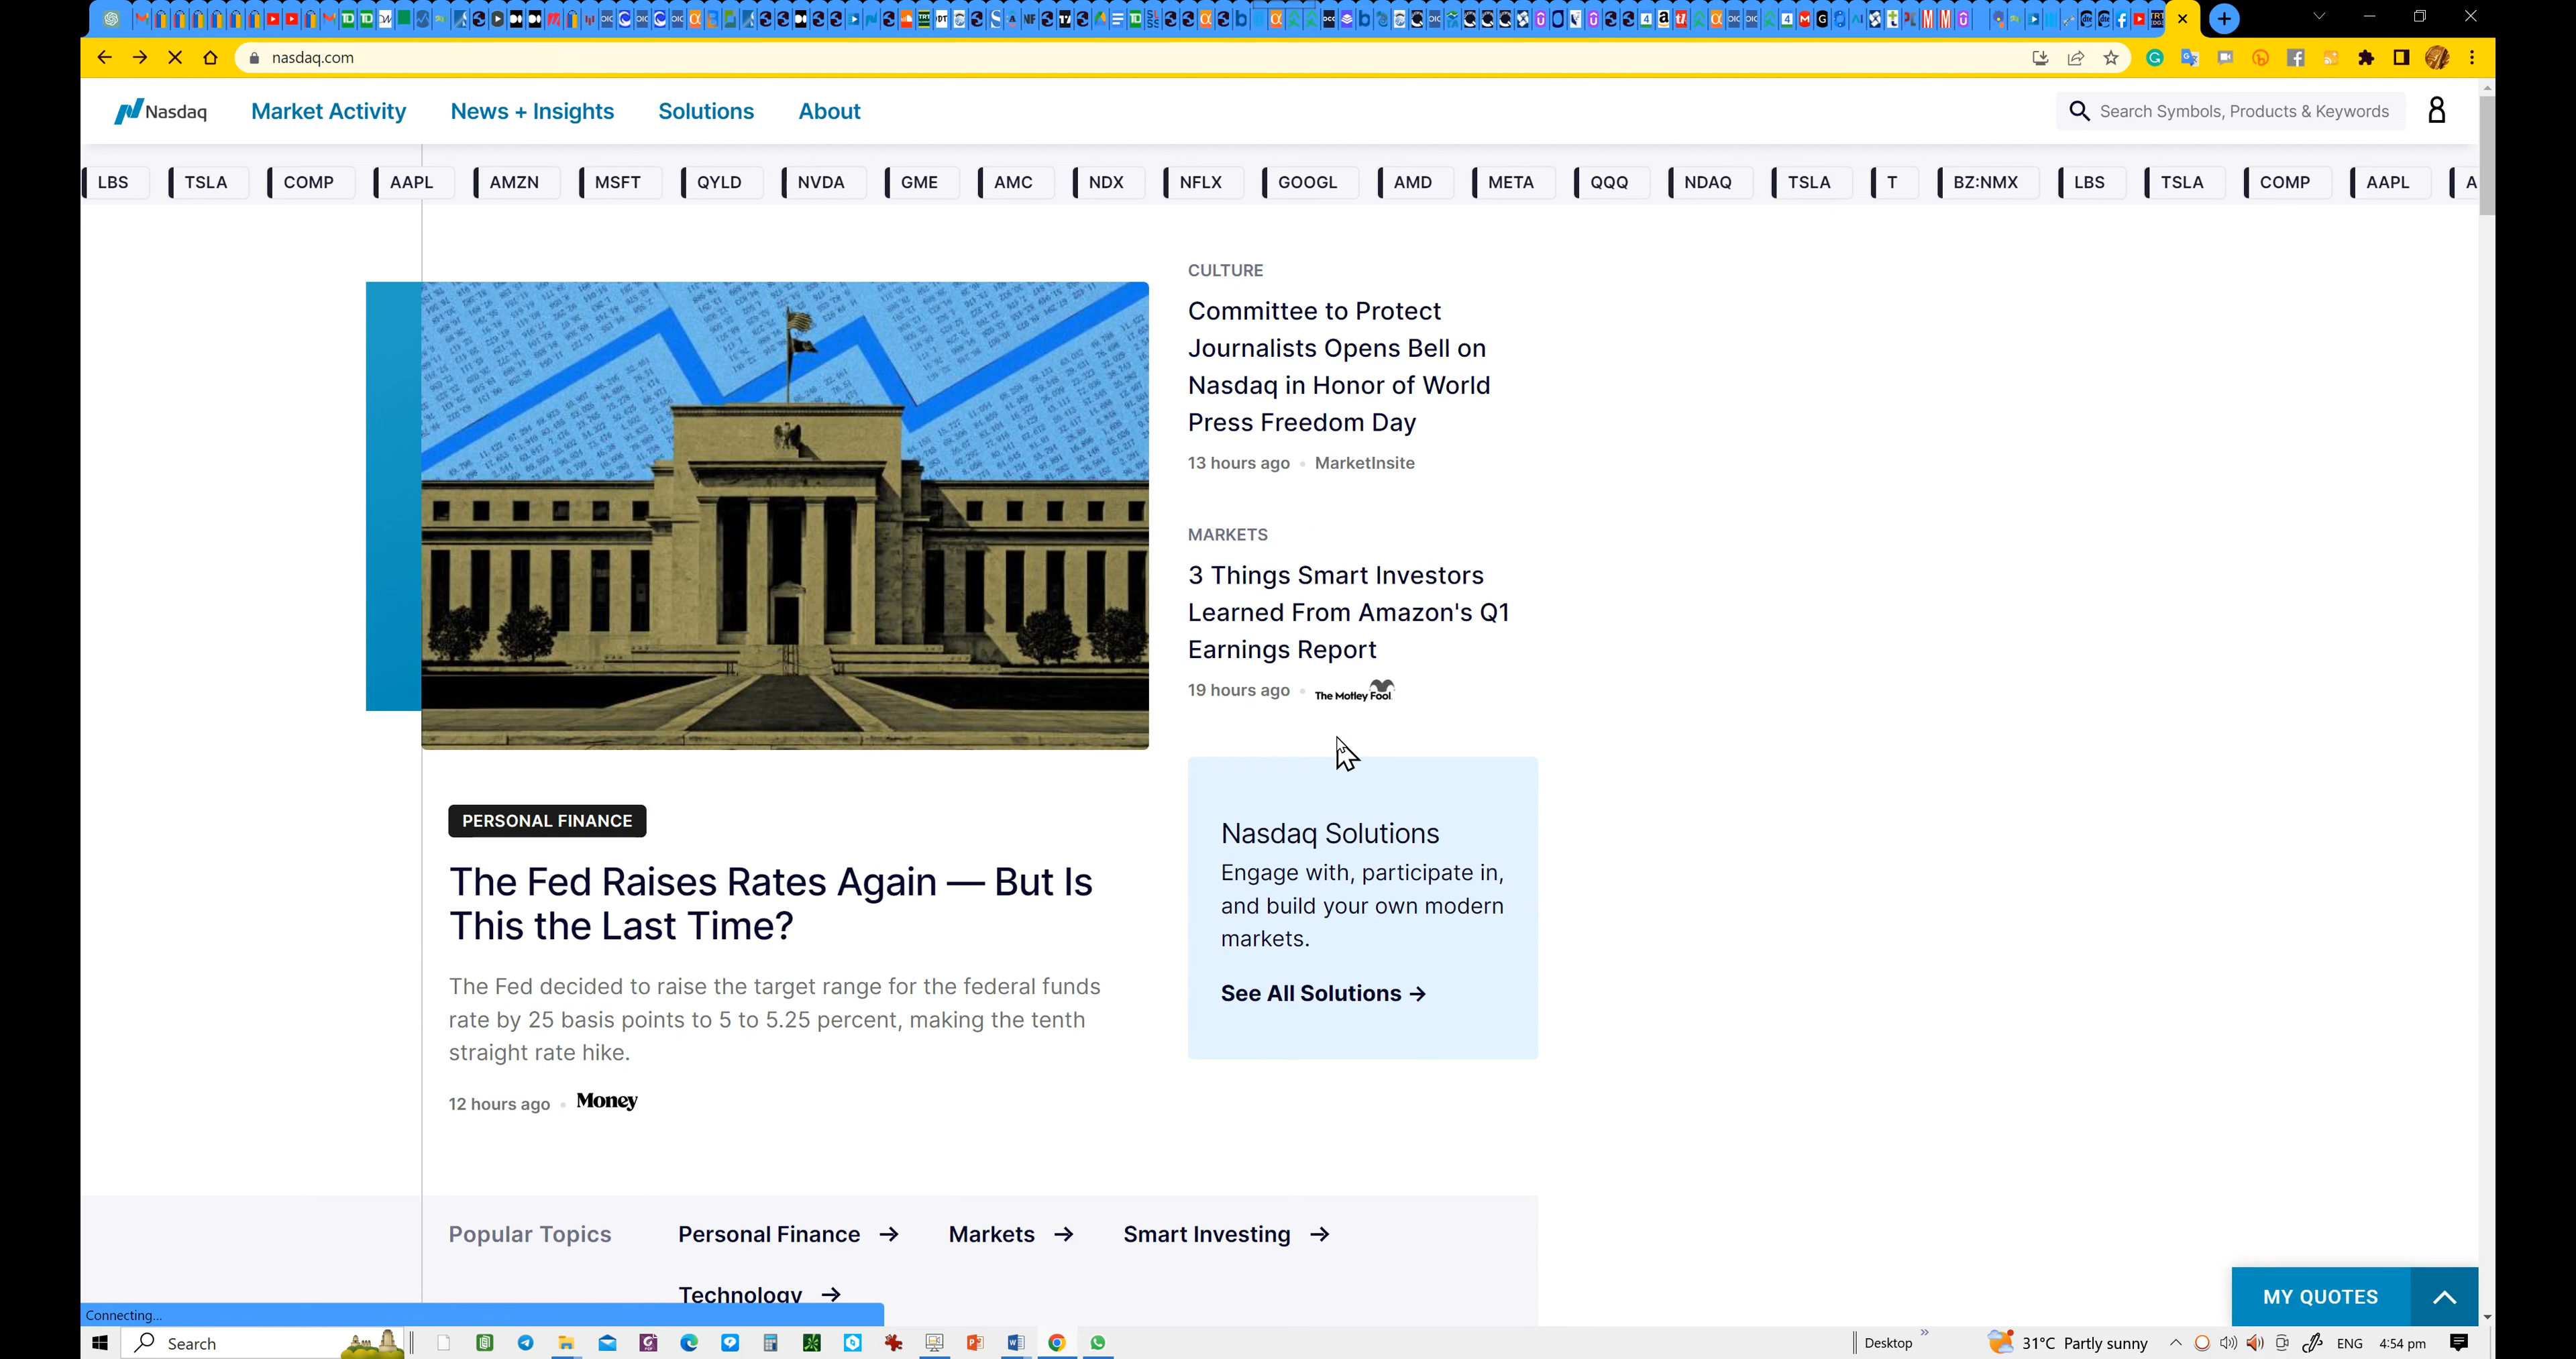 nasdaq.com
Nasdaq Market Activity News + Insights Solutions About Search Symbols, Products & Keywords
LBS TSLA COMP AAPL AMZN MSFT QYLD NVDA GME AMC NDX NFLX GOOGL AMD META QQQ NDAQ TSLA T BZ:NMX LBS TSLA COMP AAPL A
CULTURE
Committee to Protect
Journalists Opens Bell on
Nasdaq in Honor of World
Press Freedom Day
13 hours ago • MarketInsite
MARKETS
3 Things Smart Investors
Learned From Amazon's Q1
Earnings Report
19 hours ago • The Motley Fool
PERSONAL FINANCE
The Fed Raises Rates Again — But Is
This the Last Time?
The Fed decided to raise the target range for the federal funds
rate by 25 basis points to 5 to 5.25 percent, making the tenth
straight rate hike.
12 hours ago • Money
Nasdaq Solutions
Engage with, participate in,
and build your own modern
markets.
See All Solutions →
Popular Topics Personal Finance → Markets → Smart Investing →
Technology →
MY QUOTES
Connecting...
Search Desktop 31°C Partly sunny ENG 4:54 pm